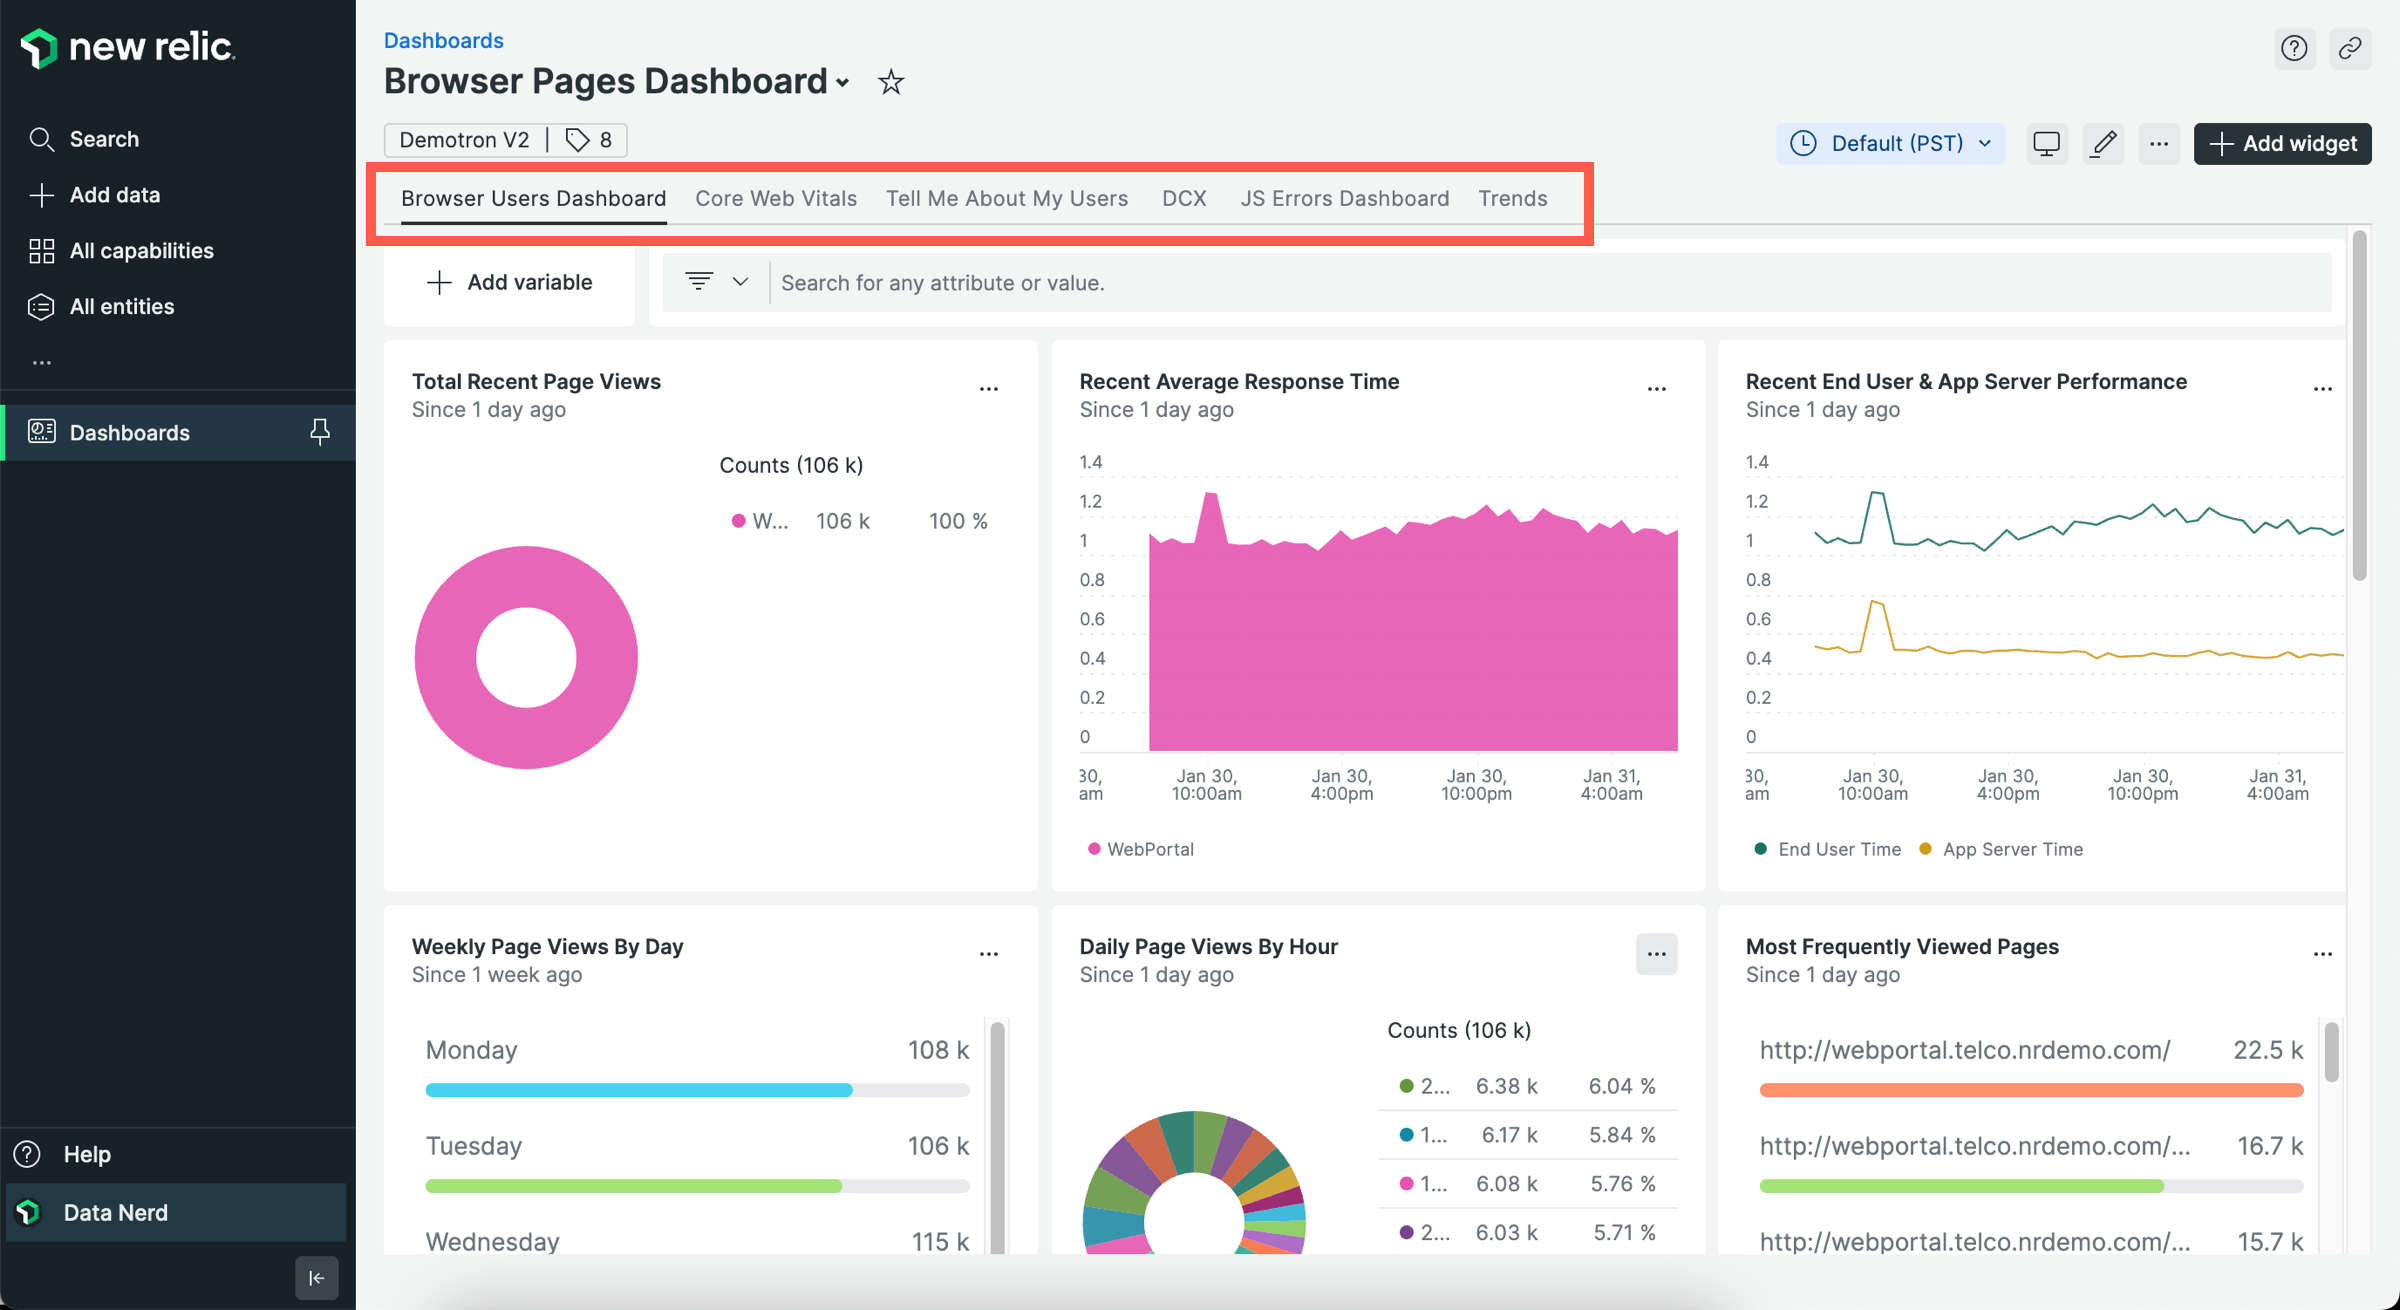 new relic.
Search
Add data
All capabilities
All entities
...
Dashboards
Help
Data Nerd
Dashboards
Browser Pages Dashboard
Demotron V2 | 8
Default (PST)
...
Add widget
Browser Users Dashboard Core Web Vitals Tell Me About My Users DCX JS Errors Dashboard Trends
Add variable
Search for any attribute or value.
Total Recent Page Views ...
Since 1 day ago
Counts (106 k)
W... 106 k 100 %
Recent Average Response Time ...
Since 1 day ago
1.4
1.2
1
0.8
0.6
0.4
0.2
0
30, Jan 30, Jan 30, Jan 30, Jan 31,
am 10:00am 4:00pm 10:00pm 4:00am
WebPortal
Recent End User & App Server Performance ...
Since 1 day ago
1.4
1.2
1
0.8
0.6
0.4
0.2
0
30, Jan 30, Jan 30, Jan 30, Jan 31,
am 10:00am 4:00pm 10:00pm 4:00am
End User Time App Server Time
Weekly Page Views By Day ...
Since 1 week ago
Monday 108 k
Tuesday 106 k
Wednesday 115 k
Daily Page Views By Hour ...
Since 1 day ago
Counts (106 k)
2... 6.38 k 6.04 %
1... 6.17 k 5.84 %
1... 6.08 k 5.76 %
2... 6.03 k 5.71 %
Most Frequently Viewed Pages ...
Since 1 day ago
http://webportal.telco.nrdemo.com/ 22.5 k
http://webportal.telco.nrdemo.com/... 16.7 k
http://webportal.telco.nrdemo.com/... 15.7 k